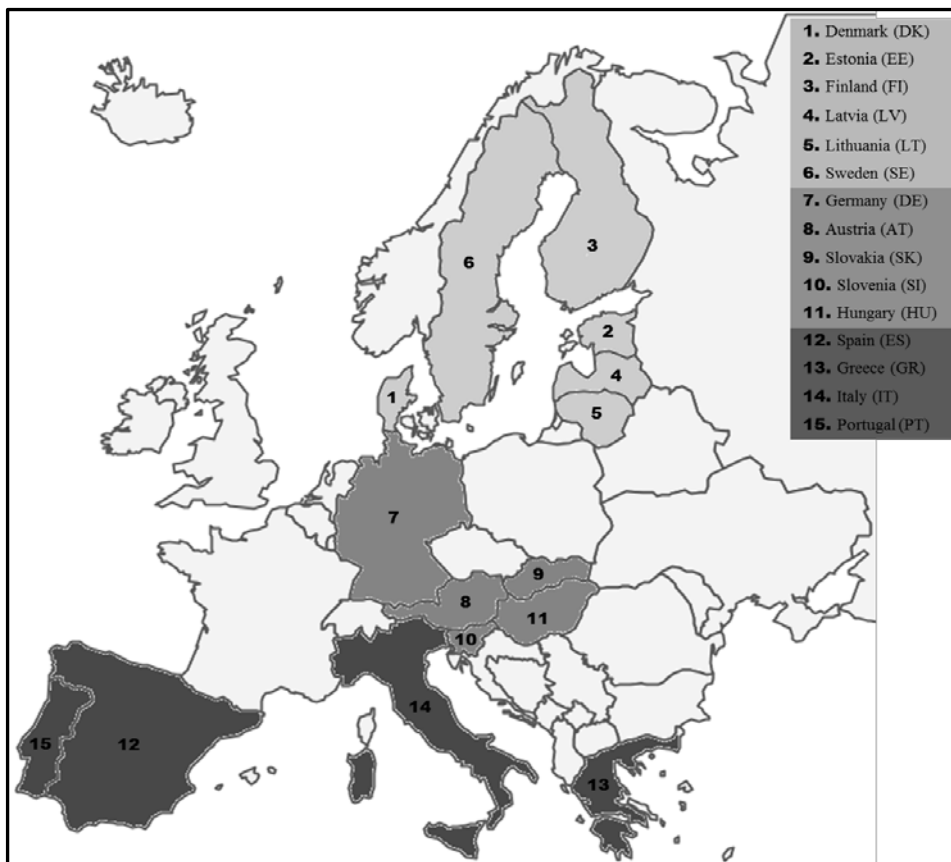 1. Denmark (DK)
2. Estonia (EE)
3. Finland (FI)
4. Latvia (LV)
5. Lithuania (LT)
6. Sweden (SE)
7. Germany (DE)
8. Austria (AT)
9. Slovakia (SK)
10. Slovenia (SI)
11. Hungary (HU)
12. Spain (ES)
13. Greece (GR)
14. Italy (IT)
15. Portugal (PT)
3
6
2
4
1
5
7
9
8
11
10
14
15
12
13